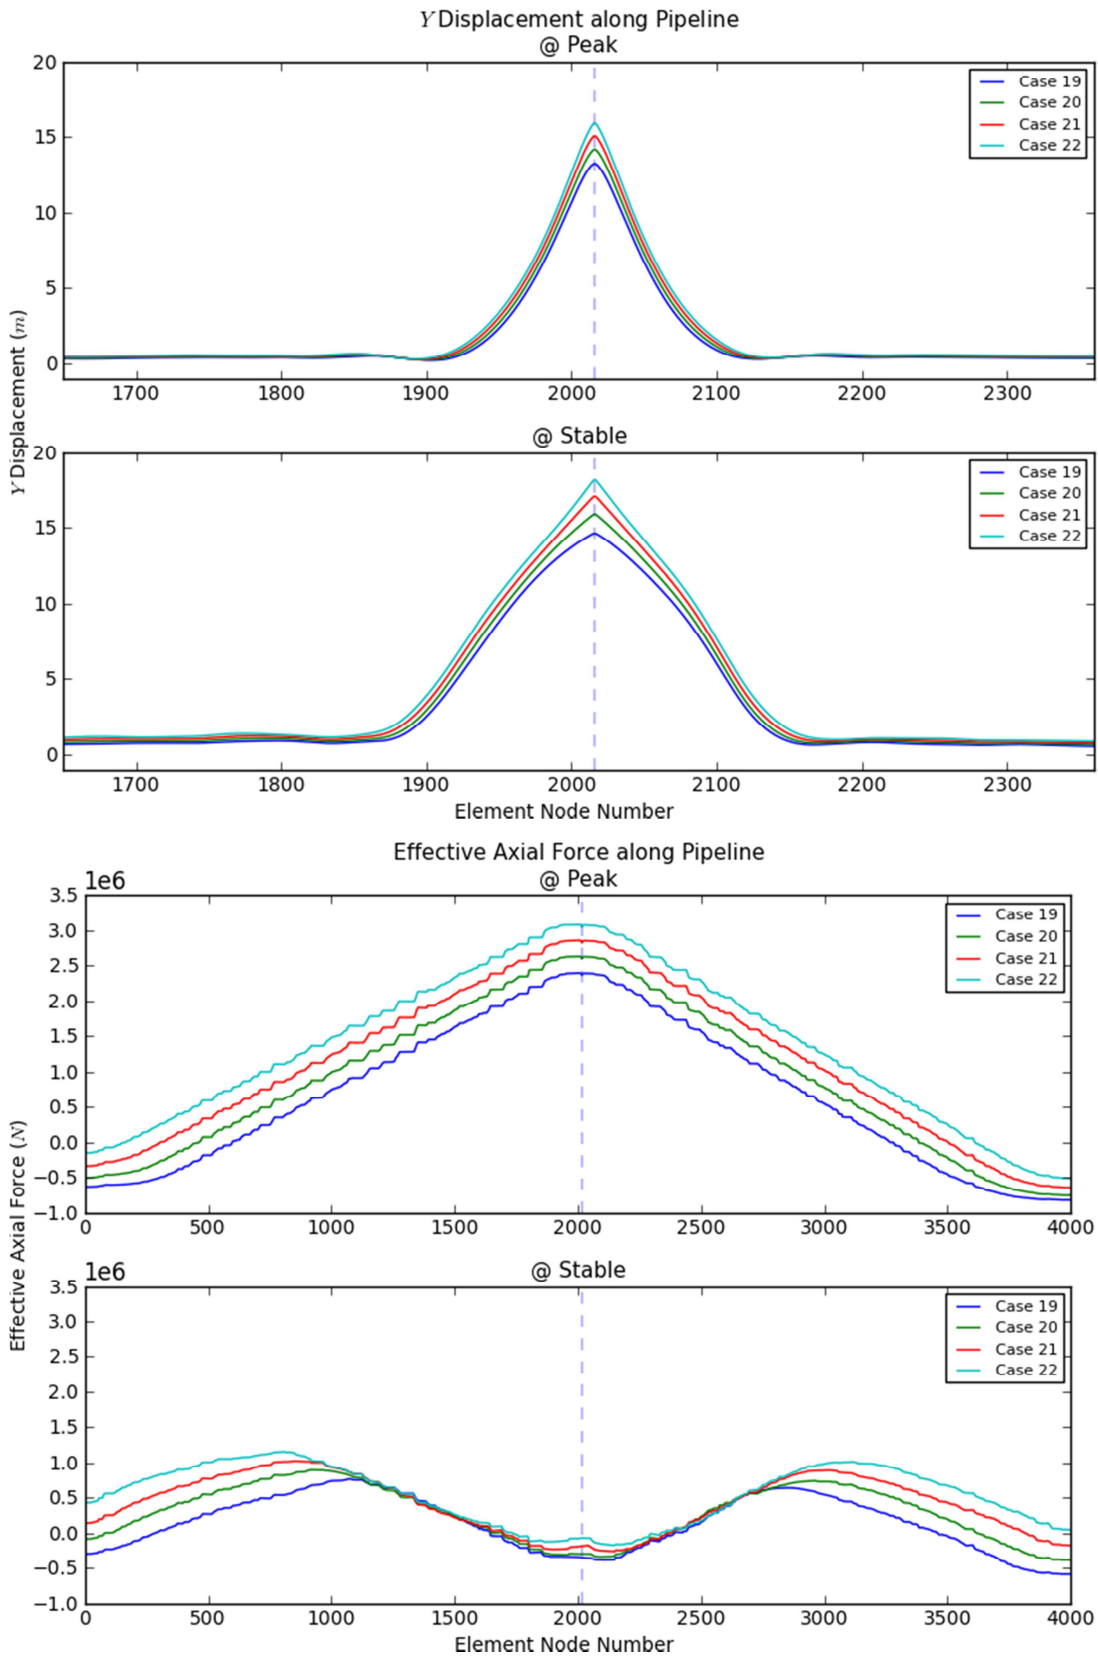 Y Displacement along Pipeline
@ Peak
20
15
10
5
0
1700 1800 1900 2000 2100 2200 2300
Case 19
Case 20
Case 21
Case 22
Y Displacement (m)
@ Stable
20
15
10
5
0
1700 1800 1900 2000 2100 2200 2300
Case 19
Case 20
Case 21
Case 22
Element Node Number
Effective Axial Force along Pipeline
@ Peak
1e6
3.5
3.0
2.5
2.0
1.5
1.0
0.5
0.0
−0.5
−1.0
0 500 1000 1500 2000 2500 3000 3500 4000
Case 19
Case 20
Case 21
Case 22
Effective Axial Force (N)
@ Stable
1e6
3.5
3.0
2.5
2.0
1.5
1.0
0.5
0.0
−0.5
−1.0
0 500 1000 1500 2000 2500 3000 3500 4000
Case 19
Case 20
Case 21
Case 22
Element Node Number